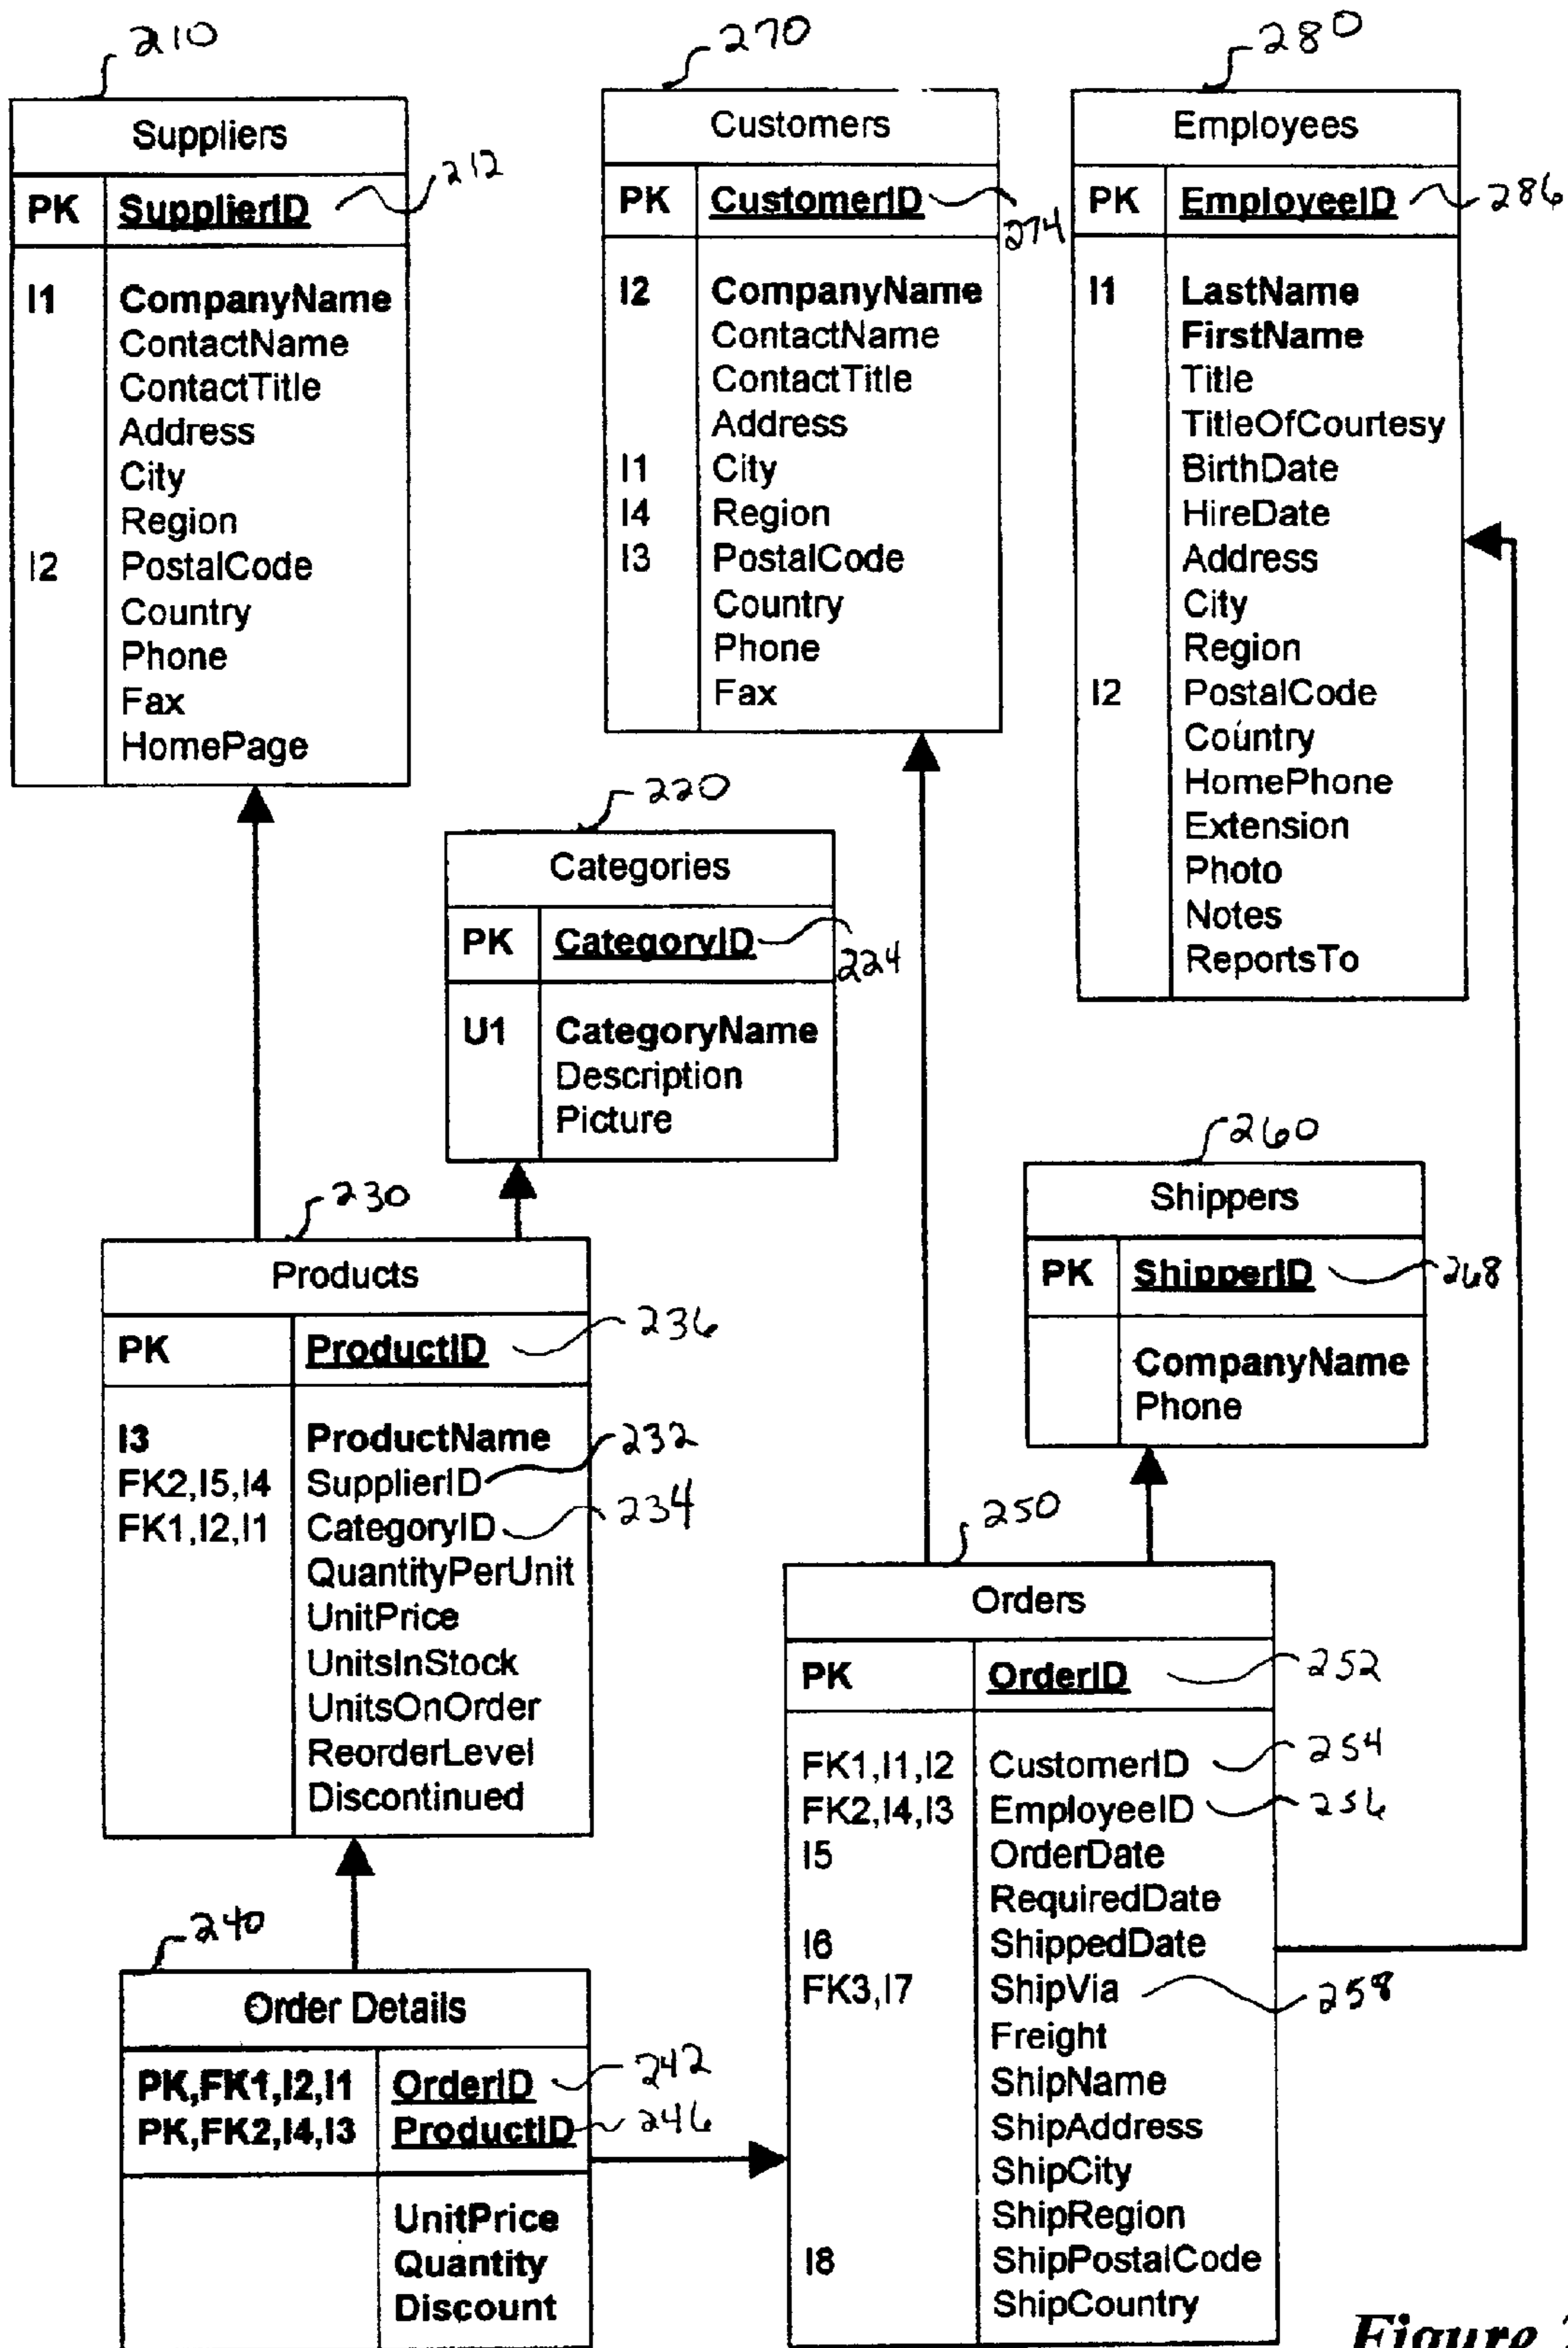 210
Suppliers
PK SupplierID 212
I1 CompanyName
ContactName
ContactTitle
Address
City
Region
I2 PostalCode
Country
Phone
Fax
HomePage
270
Customers
PK CustomerID 274
I2 CompanyName
ContactName
ContactTitle
Address
I1 City
I4 Region
I3 PostalCode
Country
Phone
Fax
280
Employees
PK EmployeeID 286
I1 LastName
FirstName
Title
TitleOfCourtesy
BirthDate
HireDate
Address
City
Region
I2 PostalCode
Country
HomePhone
Extension
Photo
Notes
ReportsTo
220
Categories
PK CategoryID 224
U1 CategoryName
Description
Picture
230
Products
PK ProductID 236
I3 ProductName
FK2,I5,I4 SupplierID 232
FK1,I2,I1 CategoryID 234
QuantityPerUnit
UnitPrice
UnitsInStock
UnitsOnOrder
ReorderLevel
Discontinued
260
Shippers
PK ShipperID 268
CompanyName
Phone
240
Order Details
PK,FK1,I2,I1 OrderID 242
PK,FK2,I4,I3 ProductID 246
UnitPrice
Quantity
Discount
250
Orders
PK OrderID 252
FK1,I1,I2 CustomerID 254
FK2,I4,I3 EmployeeID 256
I5 OrderDate
RequiredDate
I6 ShippedDate
FK3,I7 ShipVia 258
Freight
ShipName
ShipAddress
ShipCity
ShipRegion
I8 ShipPostalCode
ShipCountry
Figure